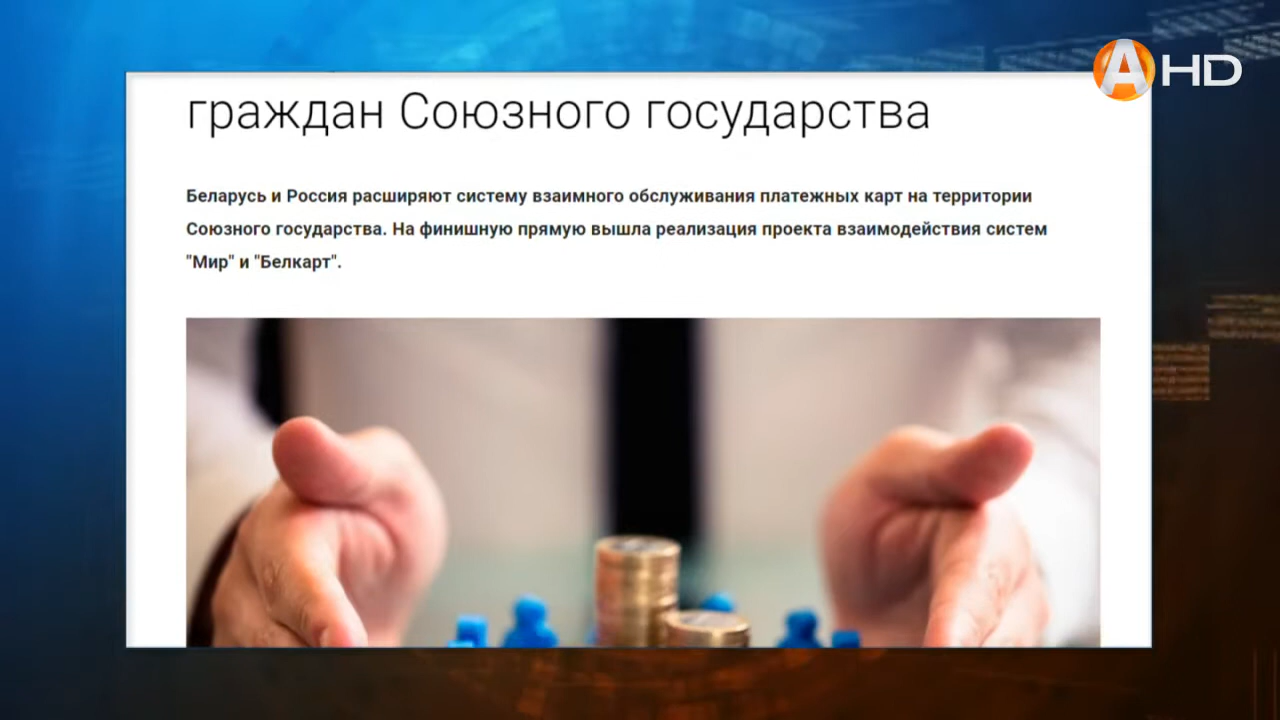 A HD
граждан Союзного государства
Беларусь и Россия расширяют систему взаимного обслуживания платежных карт на территории
Союзного государства. На финишную прямую вышла реализация проекта взаимодействия систем
"Мир" и "Белкарт".